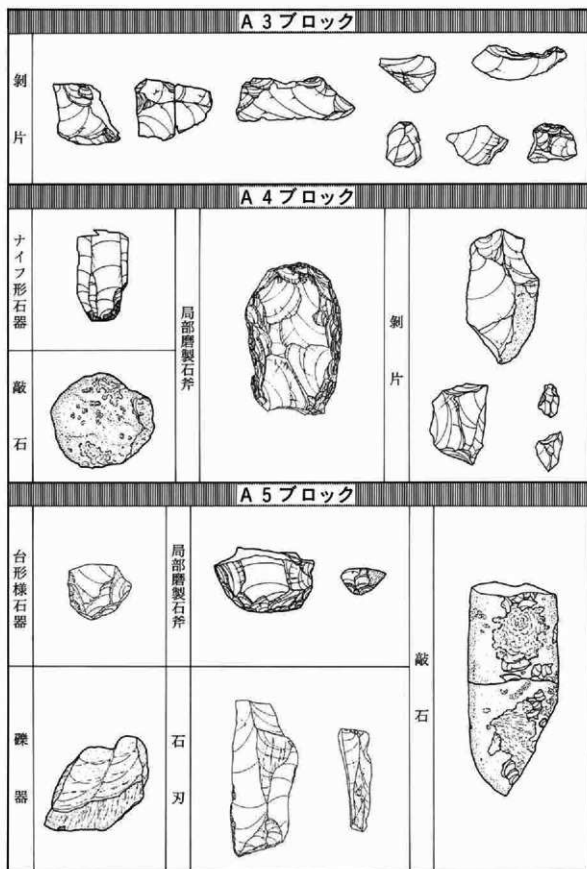 A3ブロック
剝片
A4ブロック
ナイフ形石器
敲石
局部磨製石斧
剝片
A5ブロック
台形様石器
局部磨製石斧
礫器
石刃
敲石